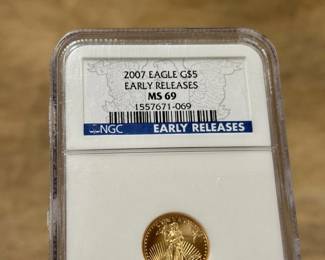 2007 EAGLE G$5
EARLY RELEASES
MS 69
1557671-069
NGC EARLY RELEASES